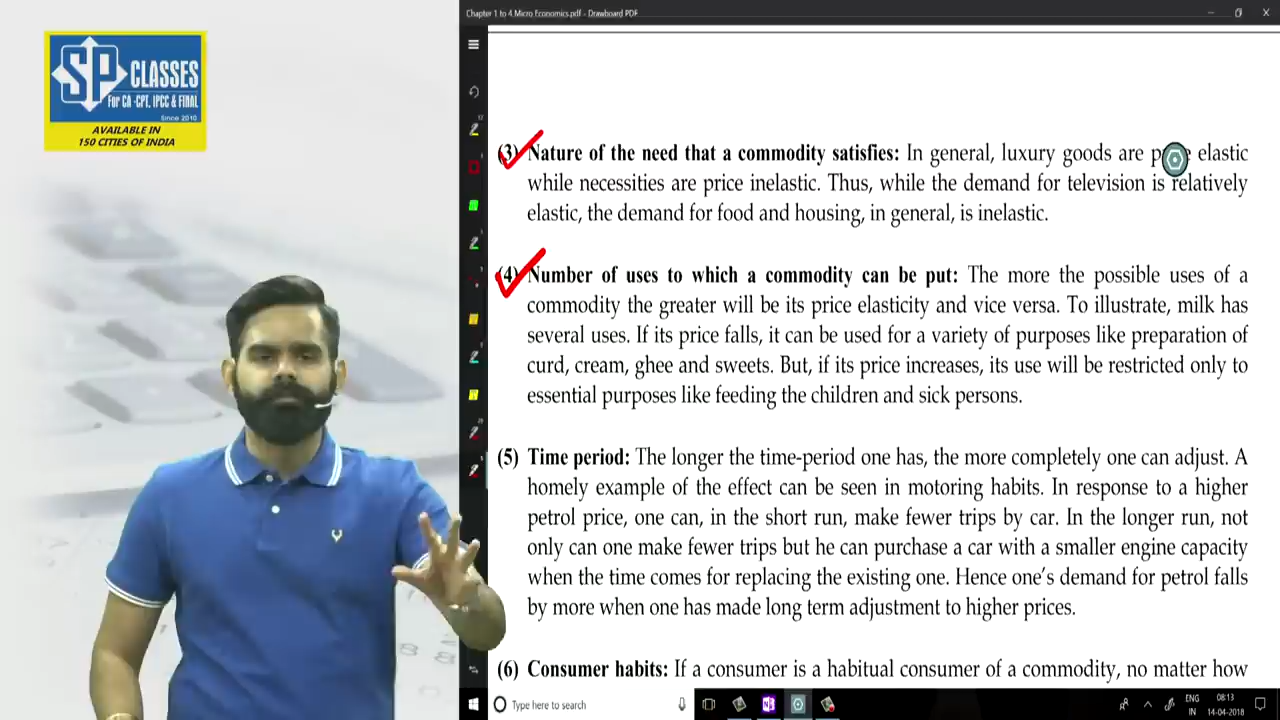 Chapter 1 to 4 Micro Economics.pdf - Drawboard PDF
SP CLASSES
For CA -CPT, IPCC & FINAL
Since 2010
AVAILABLE IN
150 CITIES OF INDIA
(3) Nature of the need that a commodity satisfies: In general, luxury goods are price elastic
while necessities are price inelastic. Thus, while the demand for television is relatively
elastic, the demand for food and housing, in general, is inelastic.
(4) Number of uses to which a commodity can be put: The more the possible uses of a
commodity the greater will be its price elasticity and vice versa. To illustrate, milk has
several uses. If its price falls, it can be used for a variety of purposes like preparation of
curd, cream, ghee and sweets. But, if its price increases, its use will be restricted only to
essential purposes like feeding the children and sick persons.
(5) Time period: The longer the time-period one has, the more completely one can adjust. A
homely example of the effect can be seen in motoring habits. In response to a higher
petrol price, one can, in the short run, make fewer trips by car. In the longer run, not
only can one make fewer trips but he can purchase a car with a smaller engine capacity
when the time comes for replacing the existing one. Hence one's demand for petrol falls
by more when one has made long term adjustment to higher prices.
(6) Consumer habits: If a consumer is a habitual consumer of a commodity, no matter how
Type here to search
ENG
IN
08:13
14-04-2018